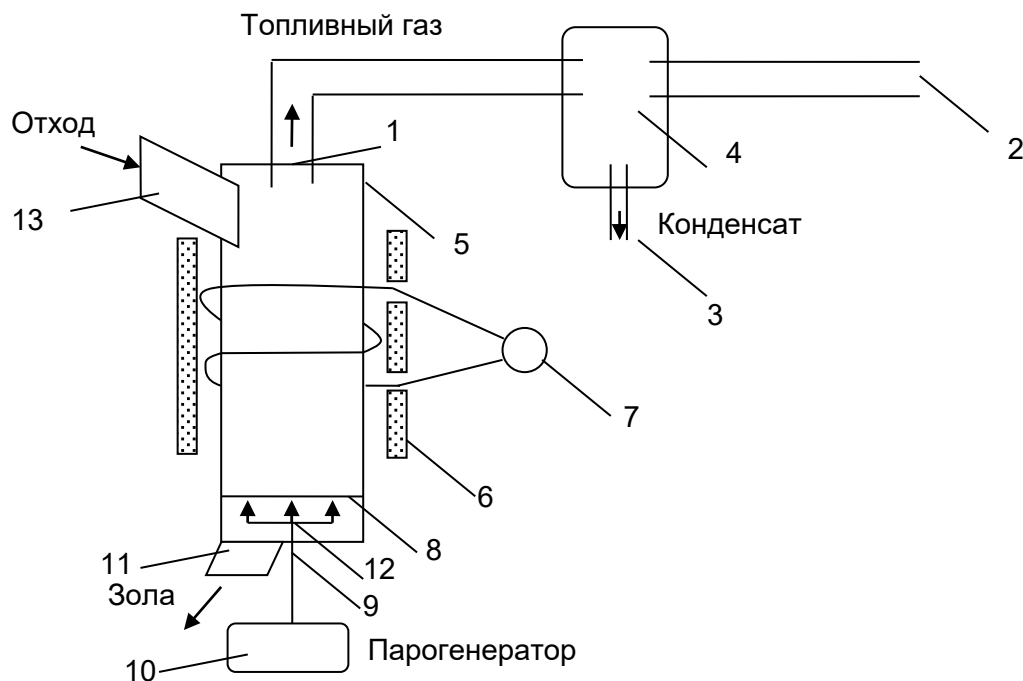 Топливный газ
Отход
1
4
2
13
5
Конденсат
3
7
6
8
11
12
Зола
9
10
Парогенератор